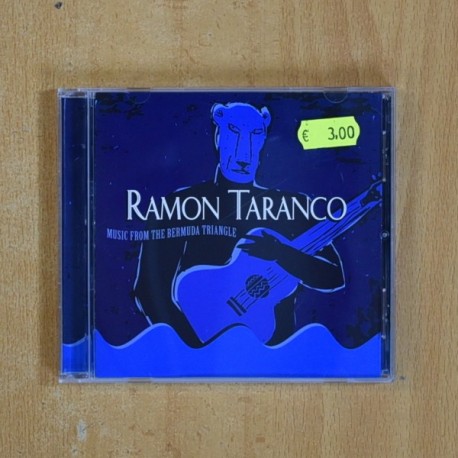 € 3.00
RAMON TARANCO
MUSIC FROM THE BERMUDA TRIANGLE